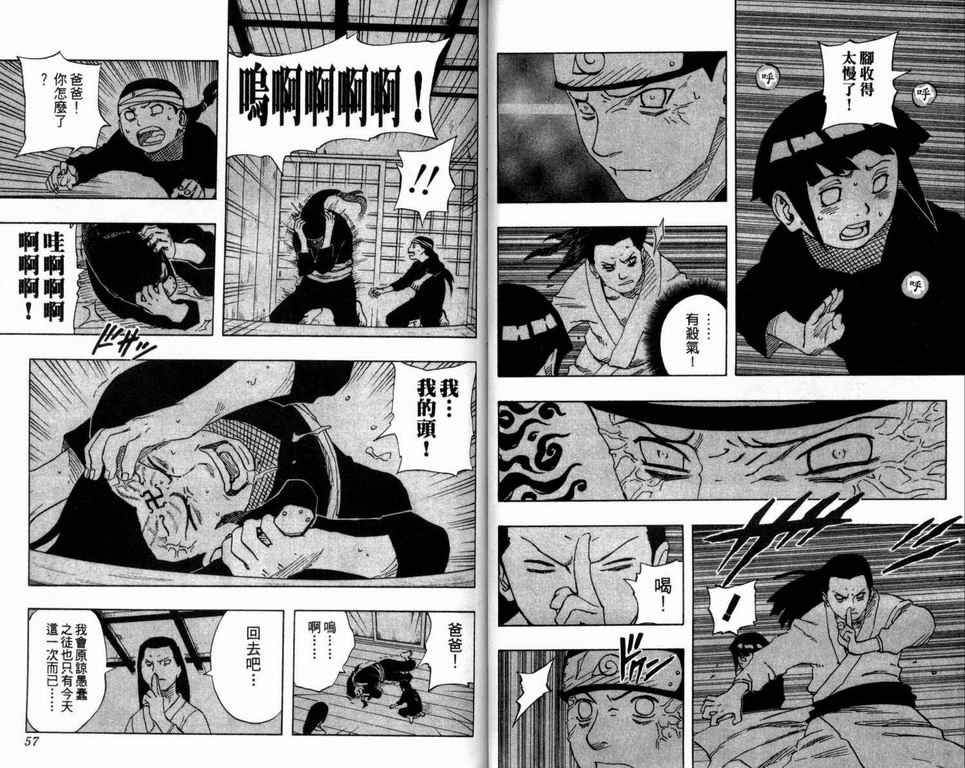 腳收得
太慢了！
呼
呼
呼
……
有殺氣！
！
喝！
嗚啊啊啊啊！
！！
爸爸！
你怎麼了
？
哇啊啊啊
啊啊啊！
我…
我的頭！
爸爸！
嗚……
啊……
回去吧…
我會原諒愚蠢
之徒也只有今天
這一次而已……
57